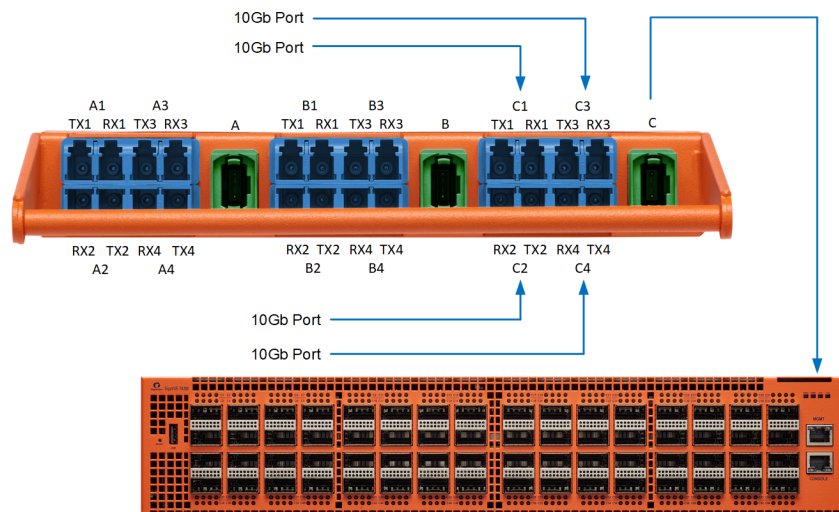 10Gb Port
10Gb Port
A1 A3 B1 B3 C1 C3
TX1 RX1 TX3 RX3 A TX1 RX1 TX3 RX3 B TX1 RX1 TX3 RX3 C
RX2 TX2 RX4 TX4 RX2 TX2 RX4 TX4 RX2 TX2 RX4 TX4
A2 A4 B2 B4 C2 C4
10Gb Port
10Gb Port
MGMT
CONSOLE